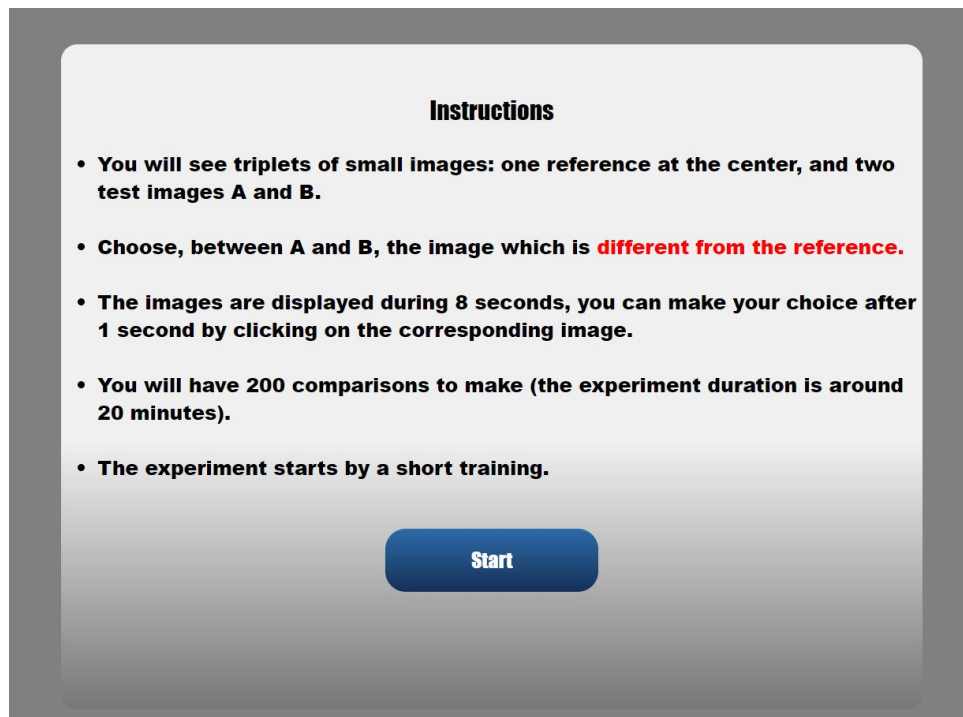 Instructions
• You will see triplets of small images: one reference at the center, and two
test images A and B.
• Choose, between A and B, the image which is different from the reference.
• The images are displayed during 8 seconds, you can make your choice after
1 second by clicking on the corresponding image.
• You will have 200 comparisons to make (the experiment duration is around
20 minutes).
• The experiment starts by a short training.
Start